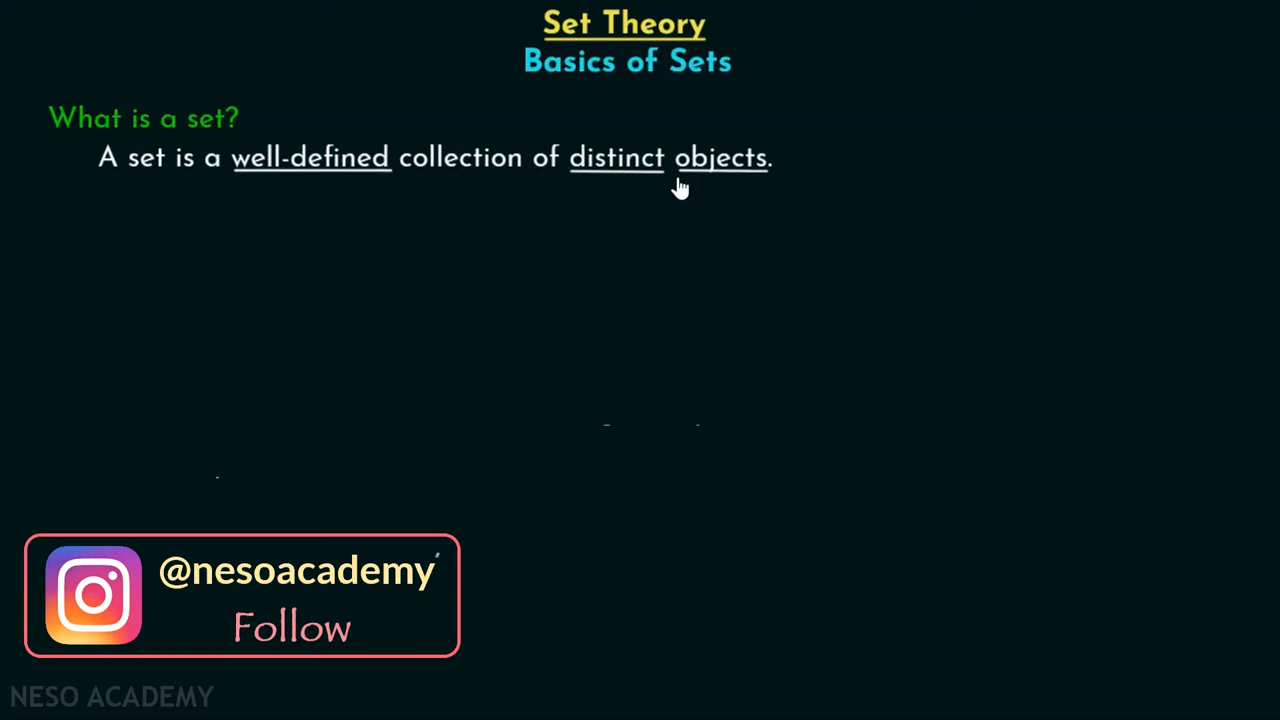 Set Theory
Basics of Sets
What is a set?
A set is a well-defined collection of distinct objects.
@nesoacademy
Follow
NESO ACADEMY